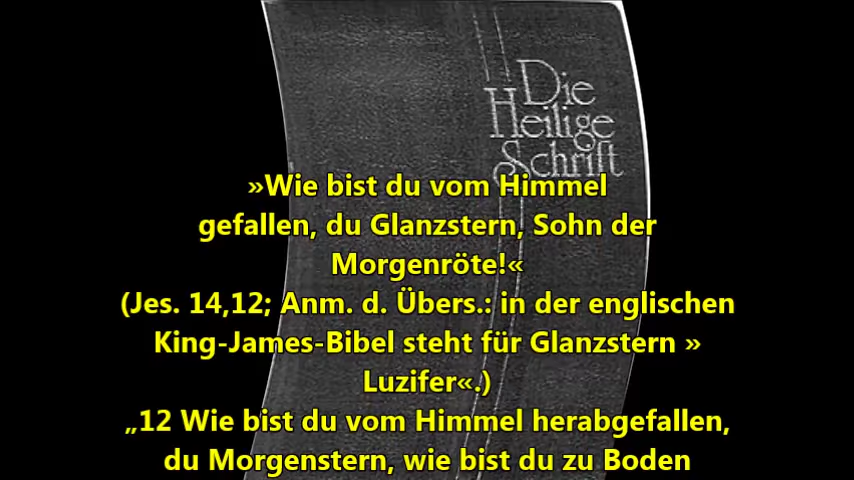 Die
Heilige
Schrift
»Wie bist du vom Himmel
gefallen, du Glanzstern, Sohn der
Morgenröte!«
(Jes. 14,12; Anm. d. Übers.: in der englischen
King-James-Bibel steht für Glanzstern »
Luzifer«.)
„12 Wie bist du vom Himmel herabgefallen,
du Morgenstern, wie bist du zu Boden